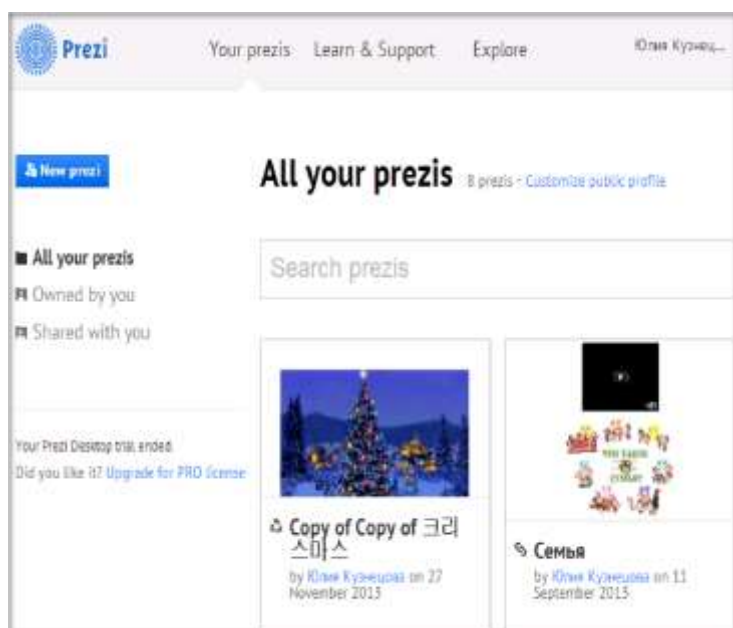 Prezi
Your prezis Learn & Support Explore
Юлия Кузнец...
New prezi
All your prezis 8 prezis - Customize public profile
All your prezis
Owned by you
Shared with you
Search prezis
Your Prezi Desktop trial ended
Did you like it? Upgrade for PRO license
Copy of Copy of 크리
스마스
by Юлия Кузнецова on 27
November 2013
Семья
by Юлия Кузнецова on 11
September 2013